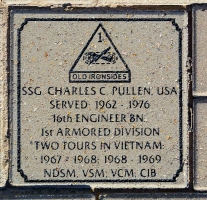 1
OLD IRONSIDES
SSG. CHARLES C. PULLEN, USA
SERVED: 1962 - 1976
16th ENGINEER BN.
1st ARMORED DIVISION
TWO TOURS IN VIETNAM:
1967 - 1968; 1968 - 1969
NDSM, VSM, VCM, CIB